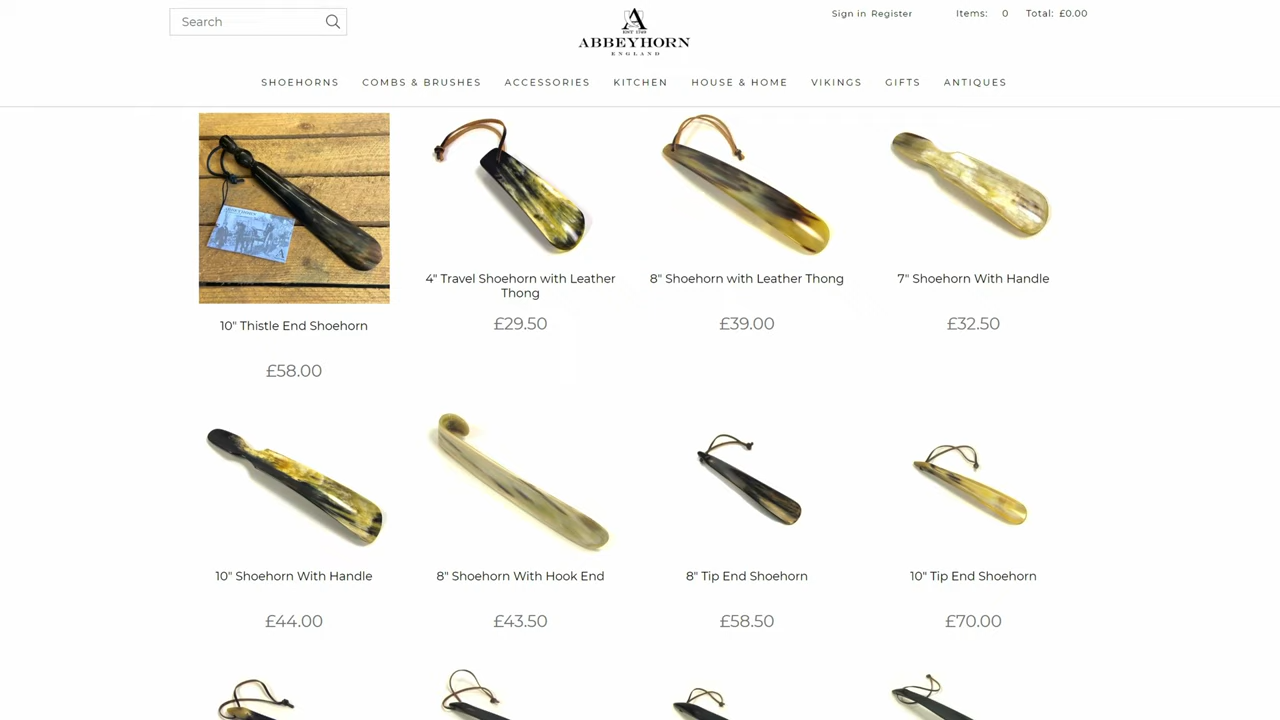 Search
A
EST 1749
ABBEYHORN
ENGLAND
Sign in Register
Items: 0 Total: £0.00
SHOEHORNS COMBS & BRUSHES ACCESSORIES KITCHEN HOUSE & HOME VIKINGS GIFTS ANTIQUES
10" Thistle End Shoehorn
£58.00
4" Travel Shoehorn with Leather
Thong
£29.50
8" Shoehorn with Leather Thong
£39.00
7" Shoehorn With Handle
£32.50
10" Shoehorn With Handle
£44.00
8" Shoehorn With Hook End
£43.50
8" Tip End Shoehorn
£58.50
10" Tip End Shoehorn
£70.00